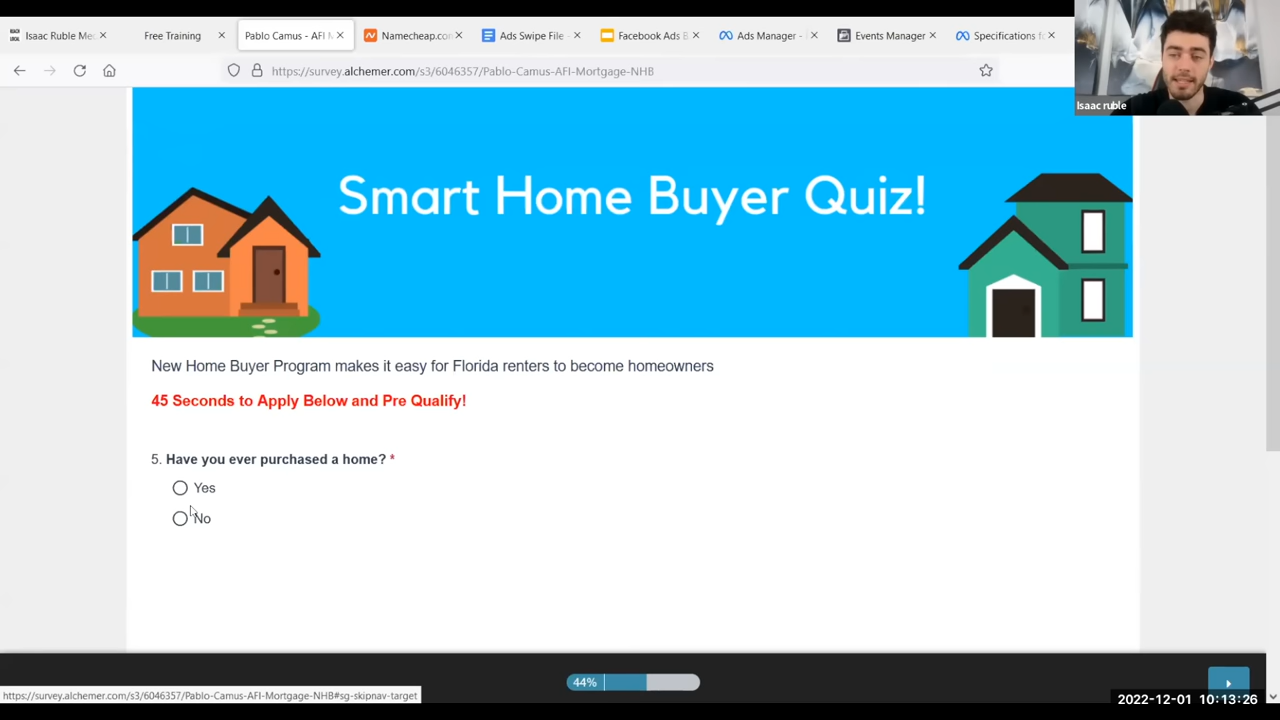 Isaac Ruble Me
Free Training
Pablo Camus - AFI M
Namecheap.co
Ads Swipe File -
Facebook Ads B
Ads Manager -
Events Manager
Specifications fo
https://survey.alchemer.com/s3/6046357/Pablo-Camus-AFI-Mortgage-NHB
Isaac ruble
Smart Home Buyer Quiz!
New Home Buyer Program makes it easy for Florida renters to become homeowners
45 Seconds to Apply Below and Pre Qualify!
5. Have you ever purchased a home? *
Yes
No
44%
https://survey.alchemer.com/s3/6046357/Pablo-Camus-AFI-Mortgage-NHB#sg-skipnav-target
2022-12-01 10:13:26